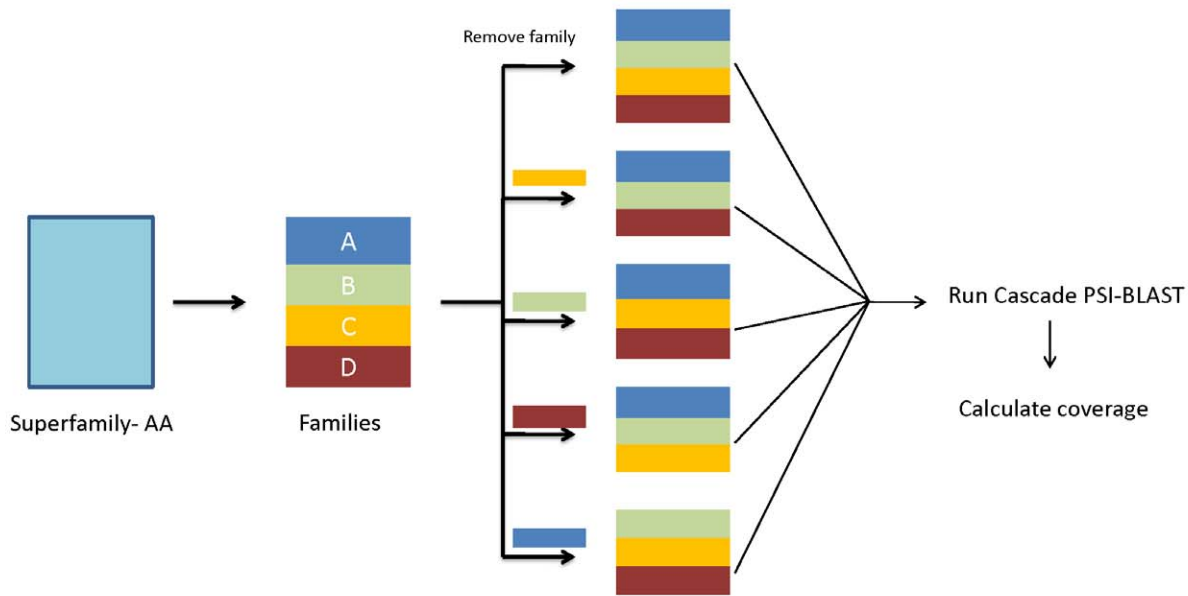 Remove family
A
B
C
D
Superfamily- AA
Families
Run Cascade PSI-BLAST
Calculate coverage